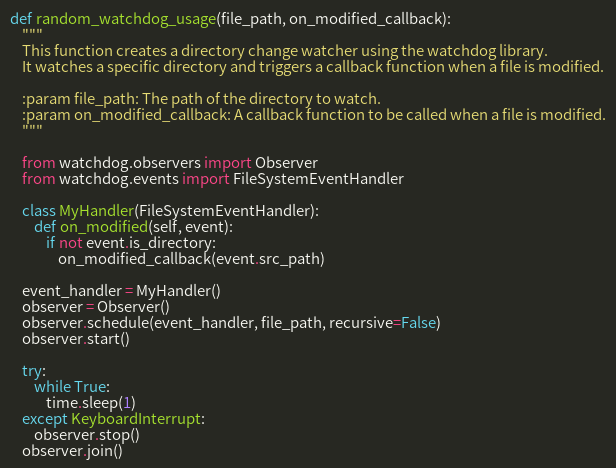 def random_watchdog_usage(file_path, on_modified_callback):
    """
    This function creates a directory change watcher using the watchdog library.
    It watches a specific directory and triggers a callback function when a file is modified.

    :param file_path: The path of the directory to watch.
    :param on_modified_callback: A callback function to be called when a file is modified.
    """

    from watchdog.observers import Observer
    from watchdog.events import FileSystemEventHandler

    class MyHandler(FileSystemEventHandler):
        def on_modified(self, event):
            if not event.is_directory:
                on_modified_callback(event.src_path)

    event_handler = MyHandler()
    observer = Observer()
    observer.schedule(event_handler, file_path, recursive=False)
    observer.start()

    try:
        while True:
            time.sleep(1)
    except KeyboardInterrupt:
        observer.stop()
    observer.join()